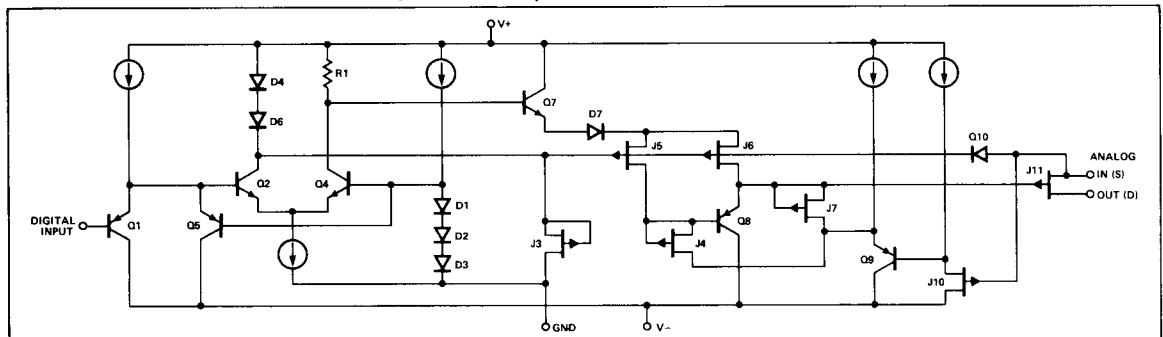 V+
D4
R1
D6
Q7
D7
Q10
J5
J6
ANALOG
IN (S)
J11
OUT (D)
Q2
Q4
D1
J7
DIGITAL
INPUT
Q1
Q5
D2
J3
J4
Q8
Q9
D3
J10
GND
V−